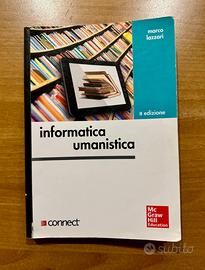 marco
lazzari
II edizione
informatica
umanistica
connect
Mc
Graw
Hill
Education
subito